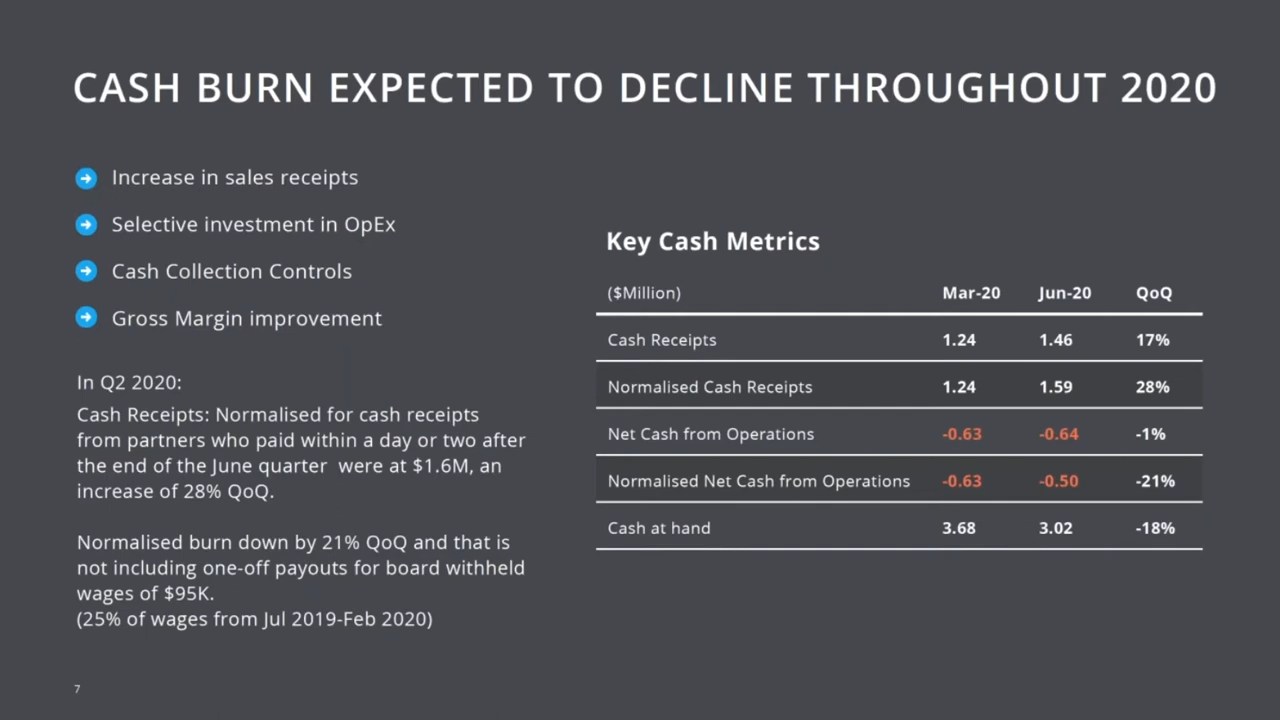 CASH BURN EXPECTED TO DECLINE THROUGHOUT 2020
Increase in sales receipts
Selective investment in OpEx
Cash Collection Controls
Gross Margin improvement
In Q2 2020:
Cash Receipts: Normalised for cash receipts
from partners who paid within a day or two after
the end of the June quarter were at $1.6M, an
increase of 28% QoQ.
Normalised burn down by 21% QoQ and that is
not including one-off payouts for board withheld
wages of $95K.
(25% of wages from Jul 2019-Feb 2020)
Key Cash Metrics
($Million) Mar-20 Jun-20 QoQ
Cash Receipts 1.24 1.46 17%
Normalised Cash Receipts 1.24 1.59 28%
Net Cash from Operations -0.63 -0.64 -1%
Normalised Net Cash from Operations -0.63 -0.50 -21%
Cash at hand 3.68 3.02 -18%
7